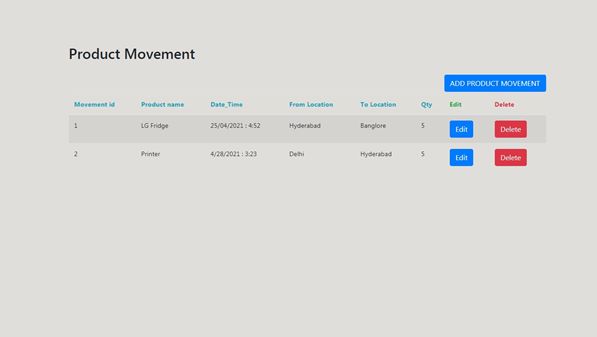 Product Movement
ADD PRODUCT MOVEMENT
Movement id Product name Date_Time From Location To Location Qty Edit Delete
1 LG Fridge 25/04/2021 : 4:52 Hyderabad Banglore 5 Edit Delete
2 Printer 4/28/2021 : 3:23 Delhi Hyderabad 5 Edit Delete